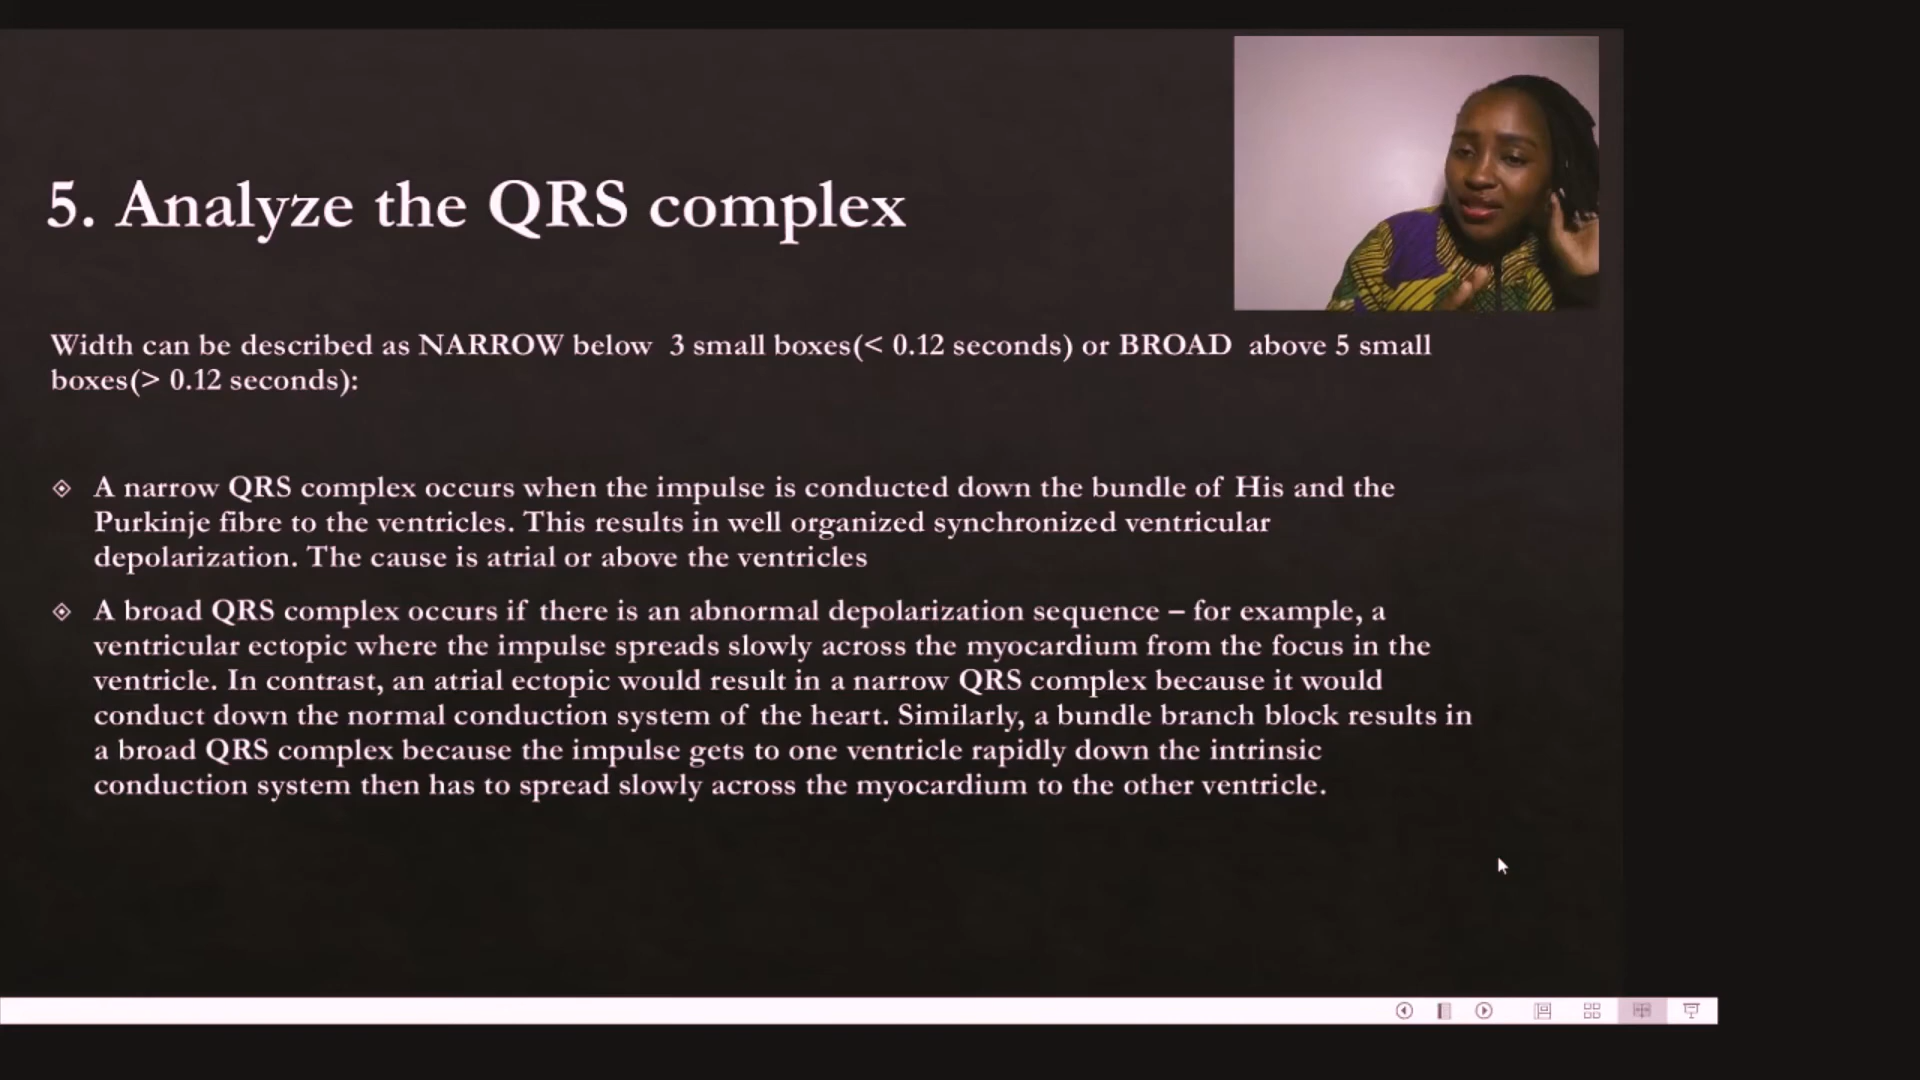 5. Analyze the QRS complex
Width can be described as NARROW below 3 small boxes(< 0.12 seconds) or BROAD above 5 small
boxes(> 0.12 seconds):
A narrow QRS complex occurs when the impulse is conducted down the bundle of His and the
Purkinje fibre to the ventricles. This results in well organized synchronized ventricular
depolarization. The cause is atrial or above the ventricles
A broad QRS complex occurs if there is an abnormal depolarization sequence – for example, a
ventricular ectopic where the impulse spreads slowly across the myocardium from the focus in the
ventricle. In contrast, an atrial ectopic would result in a narrow QRS complex because it would
conduct down the normal conduction system of the heart. Similarly, a bundle branch block results in
a broad QRS complex because the impulse gets to one ventricle rapidly down the intrinsic
conduction system then has to spread slowly across the myocardium to the other ventricle.